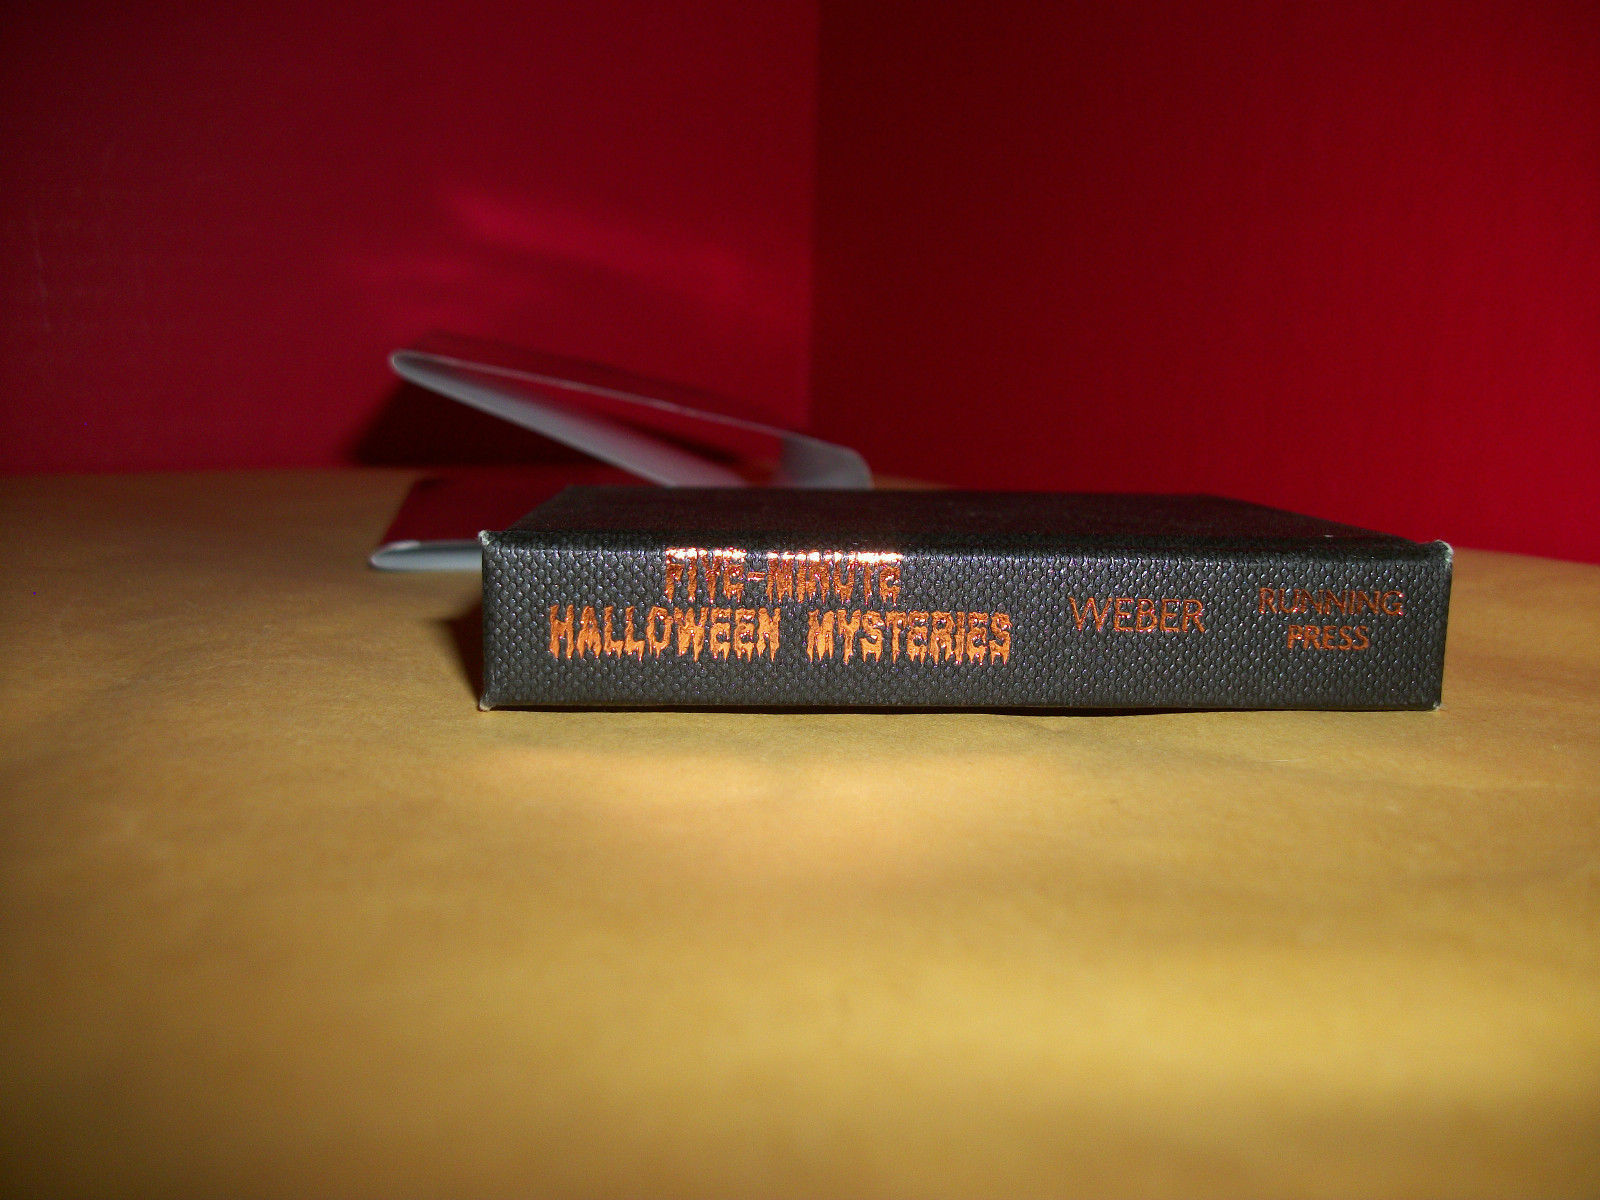 FIVE-MINUTE
HALLOWEEN MYSTERIES
WEBER
RUNNING
PRESS